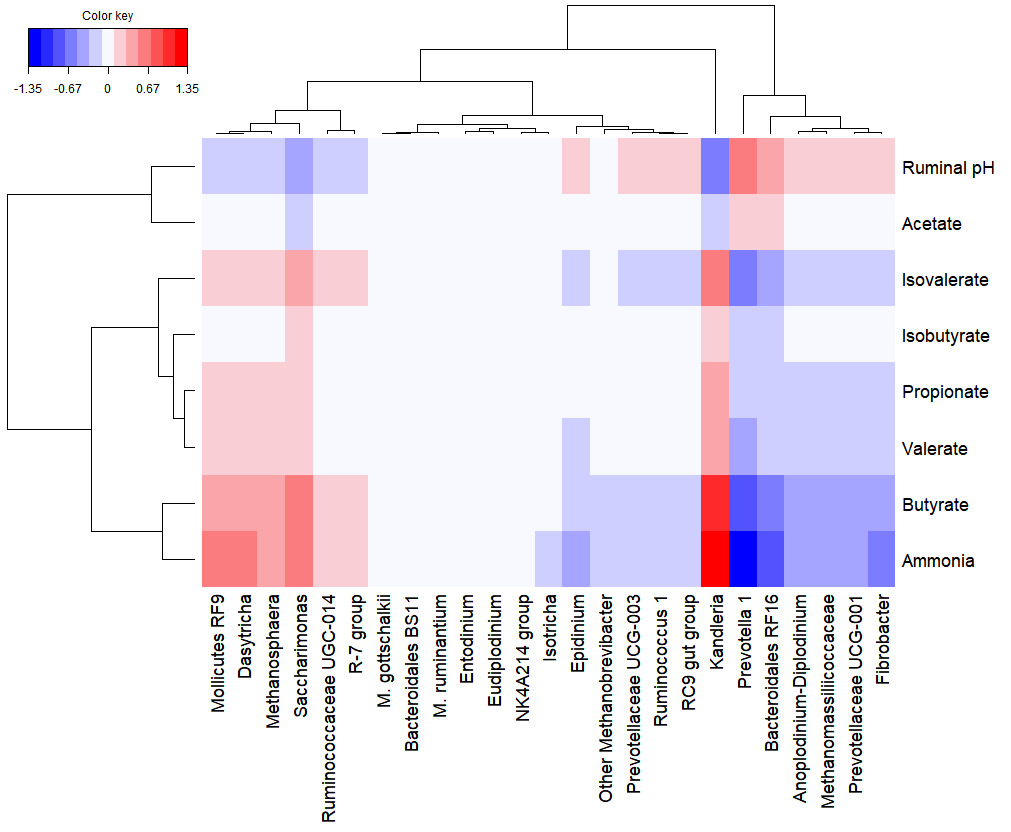 Color key
-1.35 -0.67 0 0.67 1.35
Ruminal pH
Acetate
Isovalerate
Isobutyrate
Propionate
Valerate
Butyrate
Ammonia
Mollicutes RF9
Dasytricha
Methanosphaera
Saccharimonas
Ruminococcaceae UGC-014
R-7 group
M. gottschalkii
Bacteroidales BS11
M. ruminantium
Entodinium
Eudiplodinium
NK4A214 group
Isotricha
Epidinium
Other Methanobrevibacter
Prevotellaceae UCG-003
Ruminococcus 1
RC9 gut group
Kandleria
Prevotella 1
Bacteroidales RF16
Anoplodinium-Diplodinium
Methanomassiliicoccaceae
Prevotellaceae UCG-001
Fibrobacter